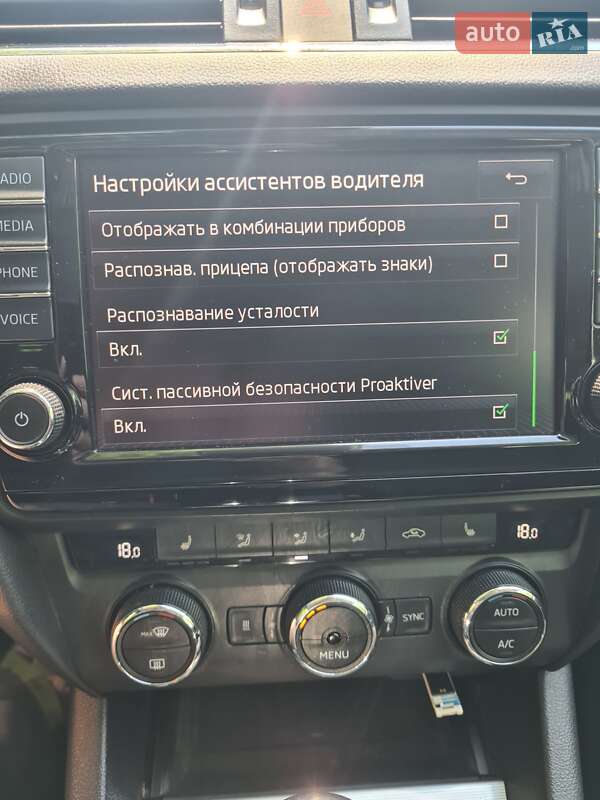 auto RIA .com
Настройки ассистентов водителя
Отображать в комбинации приборов
Распознав. прицепа (отображать знаки)
Распознавание усталости
Вкл.
Сист. пассивной безопасности Proaktiver
Вкл.
ADIO
MEDIA
PHONE
VOICE
18.0
18.0
MAX
MENU
SYNC
AUTO
A/C